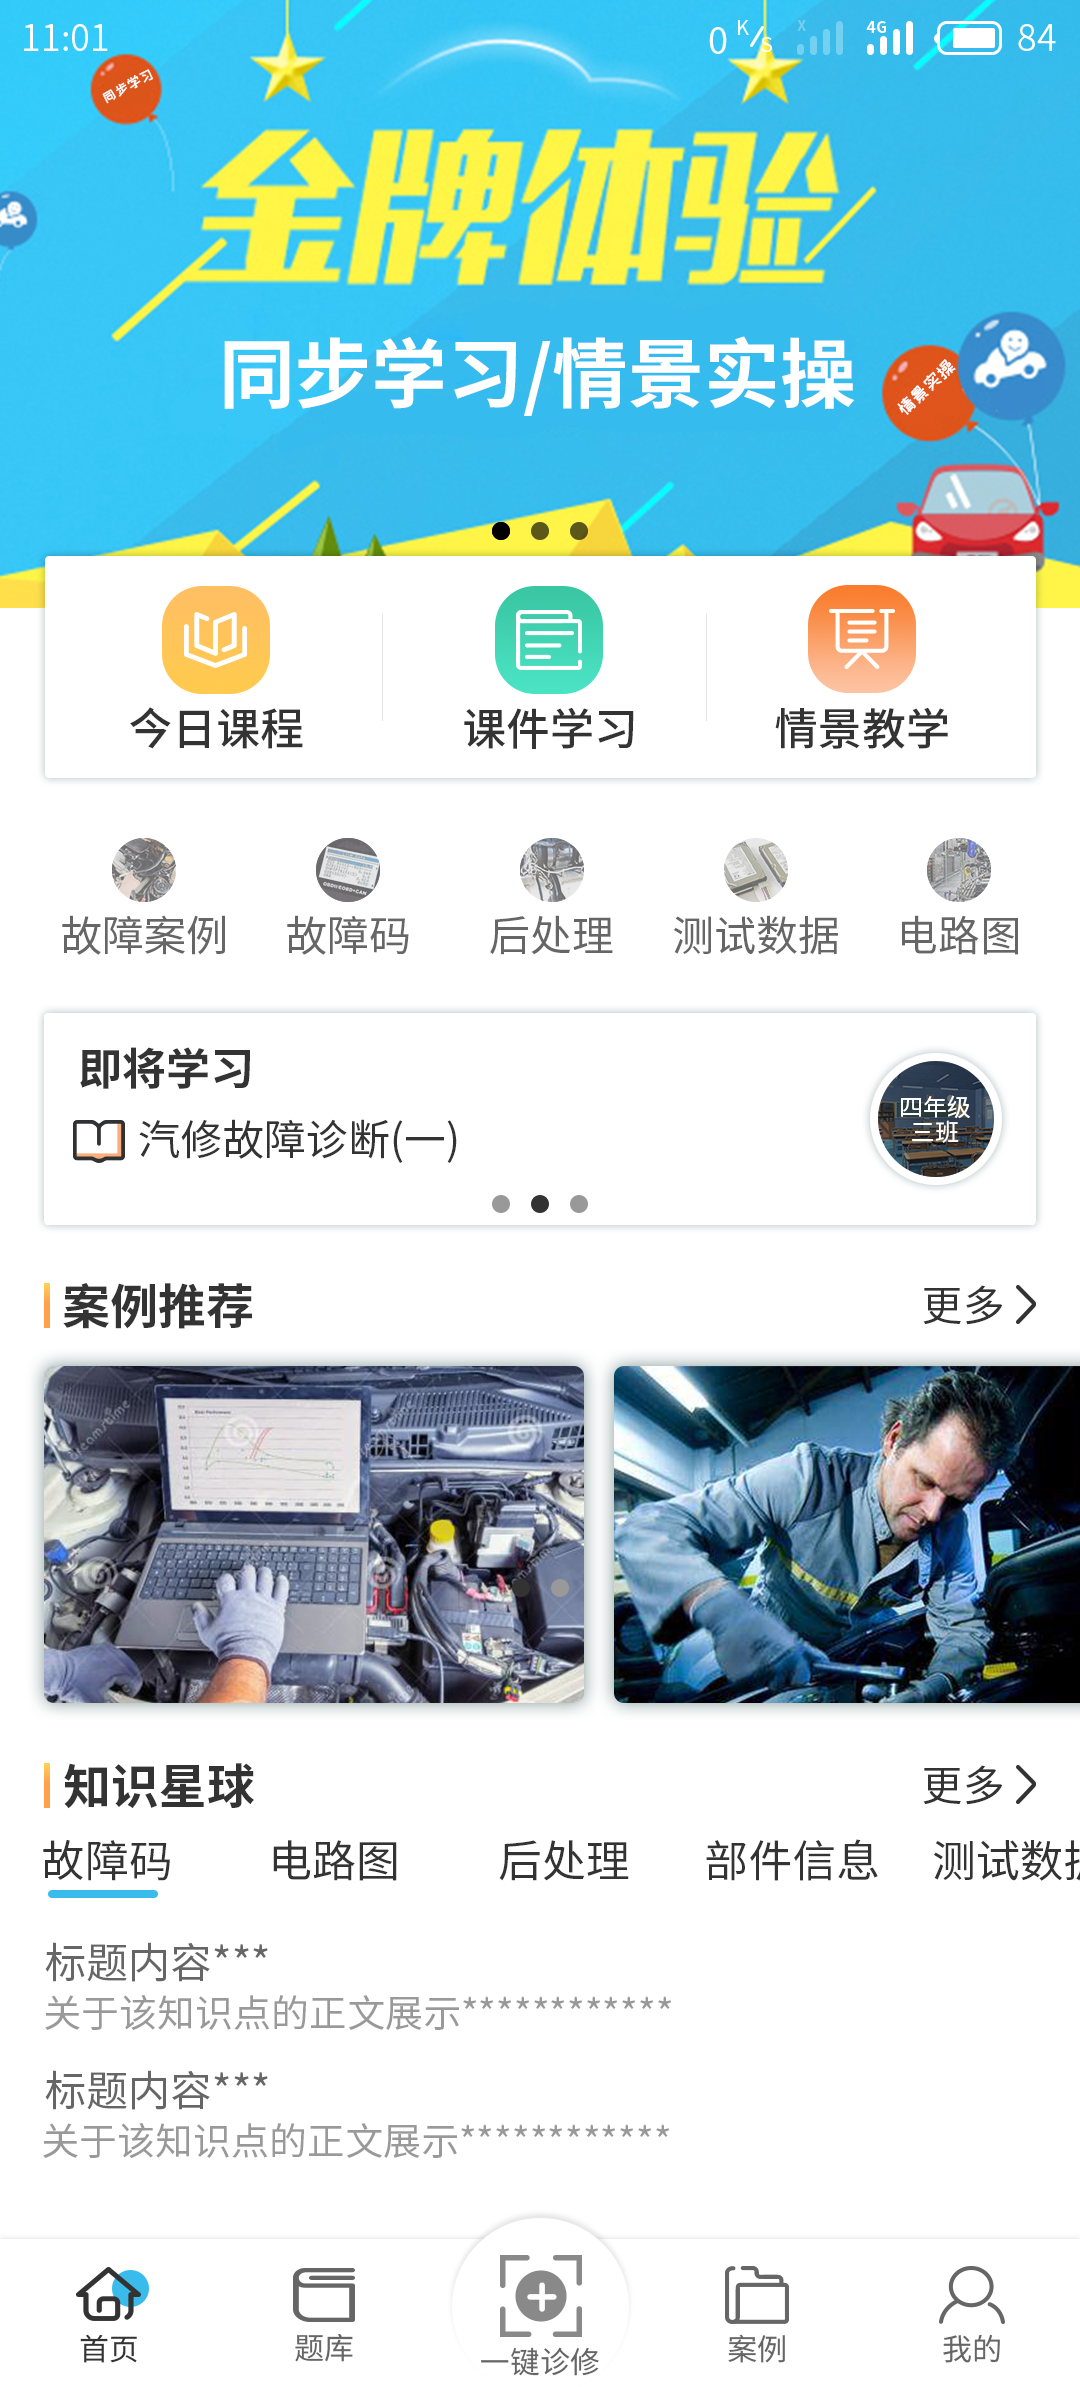 11:01
0 K/s
X
4G
84
同步学习
金牌体验
同步学习/情景实操
情景实操
今日课程
课件学习
情景教学
故障案例
故障码
后处理
测试数据
电路图
即将学习
汽修故障诊断(一)
四年级
三班
案例推荐
更多
知识星球
更多
故障码
电路图
后处理
部件信息
测试数据
标题内容***
关于该知识点的正文展示************
标题内容***
关于该知识点的正文展示************
首页
题库
一键诊修
案例
我的